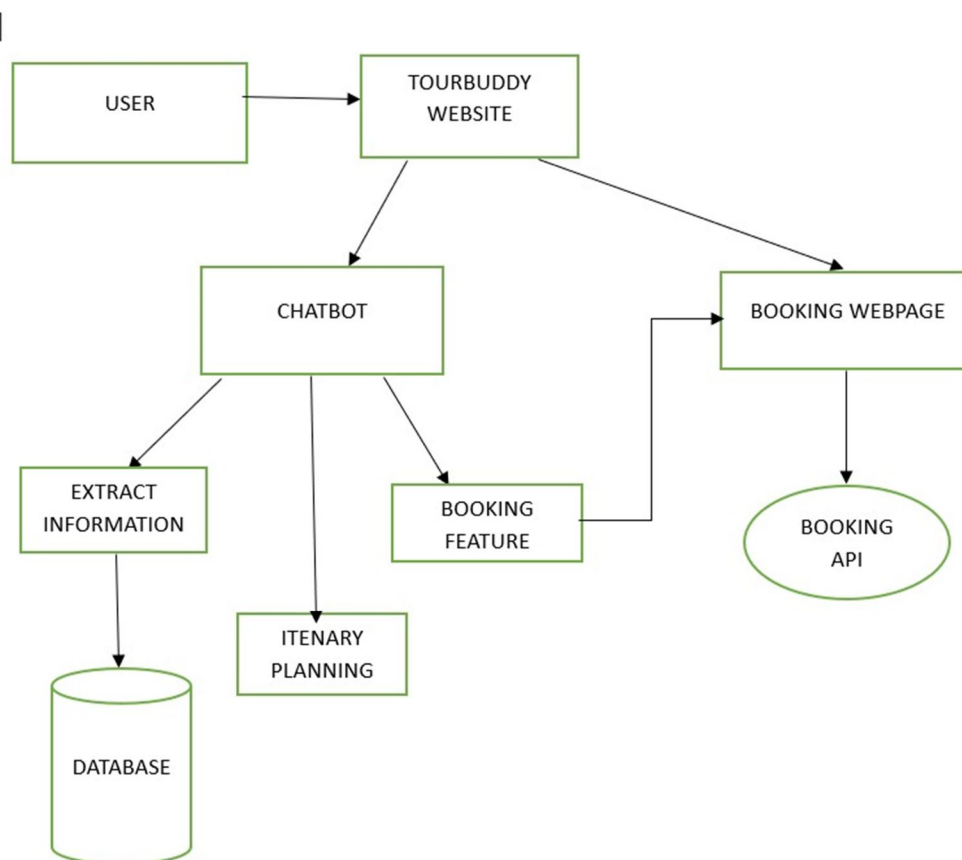 USER
TOURBUDDY
WEBSITE
CHATBOT
BOOKING WEBPAGE
EXTRACT
INFORMATION
BOOKING
FEATURE
BOOKING
API
ITENARY
PLANNING
DATABASE